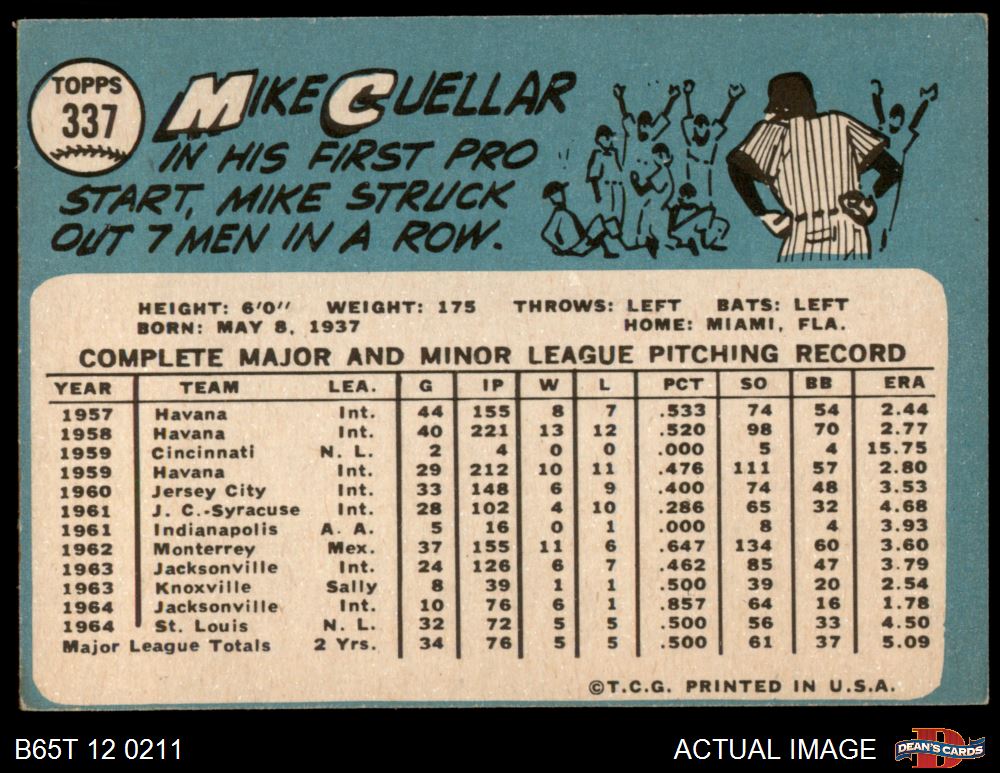 TOPPS
337
MIKE CUELLAR
IN HIS FIRST PRO
START, MIKE STRUCK
OUT 7 MEN IN A ROW.
HEIGHT: 6'0" WEIGHT: 175 THROWS: LEFT BATS: LEFT
BORN: MAY 8, 1937 HOME: MIAMI, FLA.
COMPLETE MAJOR AND MINOR LEAGUE PITCHING RECORD
YEAR TEAM LEA. G IP W L PCT SO BB ERA
1957 Havana Int. 44 155 8 7 .533 74 54 2.44
1958 Havana Int. 40 221 13 12 .520 98 70 2.77
1959 Cincinnati N. L. 2 4 0 0 .000 5 4 15.75
1959 Havana Int. 29 212 10 11 .476 111 57 2.80
1960 Jersey City Int. 33 148 6 9 .400 74 48 3.53
1961 J. C.-Syracuse Int. 28 102 4 10 .286 65 32 4.68
1961 Indianapolis A. A. 5 16 0 1 .000 8 4 3.93
1962 Monterrey Mex. 37 155 11 6 .647 134 60 3.60
1963 Jacksonville Int. 24 126 6 7 .462 85 47 3.79
1963 Knoxville Sally 8 39 1 1 .500 39 20 2.54
1964 Jacksonville Int. 10 76 6 1 .857 64 16 1.78
1964 St. Louis N. L. 32 72 5 5 .500 56 33 4.50
Major League Totals 2 Yrs. 34 76 5 5 .500 61 37 5.09
©T.C.G. PRINTED IN U.S.A.
B65T 12 0211 ACTUAL IMAGE
D
DEAN'S CARDS